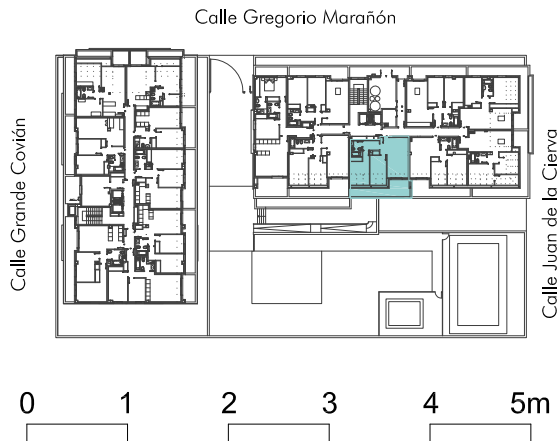 Calle Gregorio Marañón
Calle Grande Covián
Calle Juan de la Cierva
0 1 2 3 4 5m